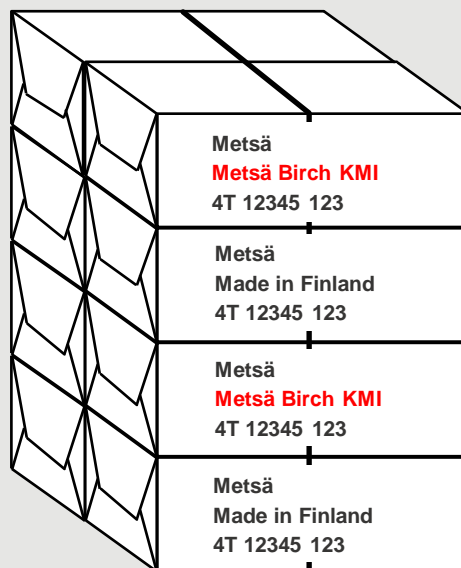 Metsä
Metsä Birch KMI
4T 12345 123
Metsä
Made in Finland
4T 12345 123
Metsä
Metsä Birch KMI
4T 12345 123
Metsä
Made in Finland
4T 12345 123